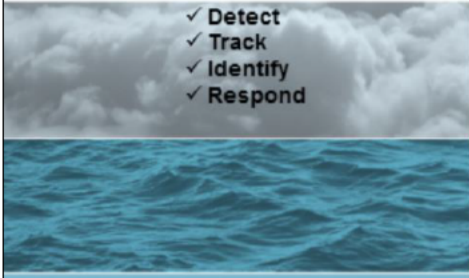 ✓ Detect
✓ Track
✓ Identify
✓ Respond